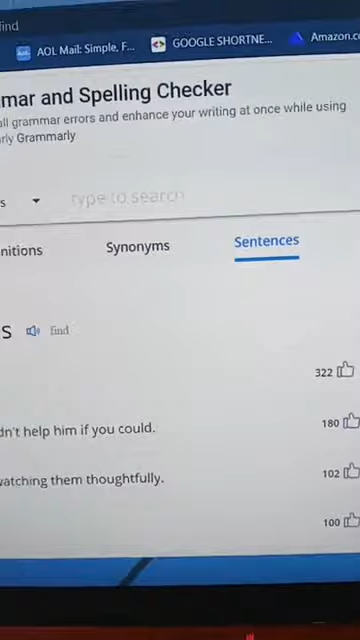 find
AOL Mail: Simple, F... GOOGLE SHORTNE... Amazon.co
mar and Spelling Checker
all grammar errors and enhance your writing at once while using
rly Grammarly
s type to search
nitions Synonyms Sentences
s find
322
dn't help him if you could. 180
watching them thoughtfully. 102
100